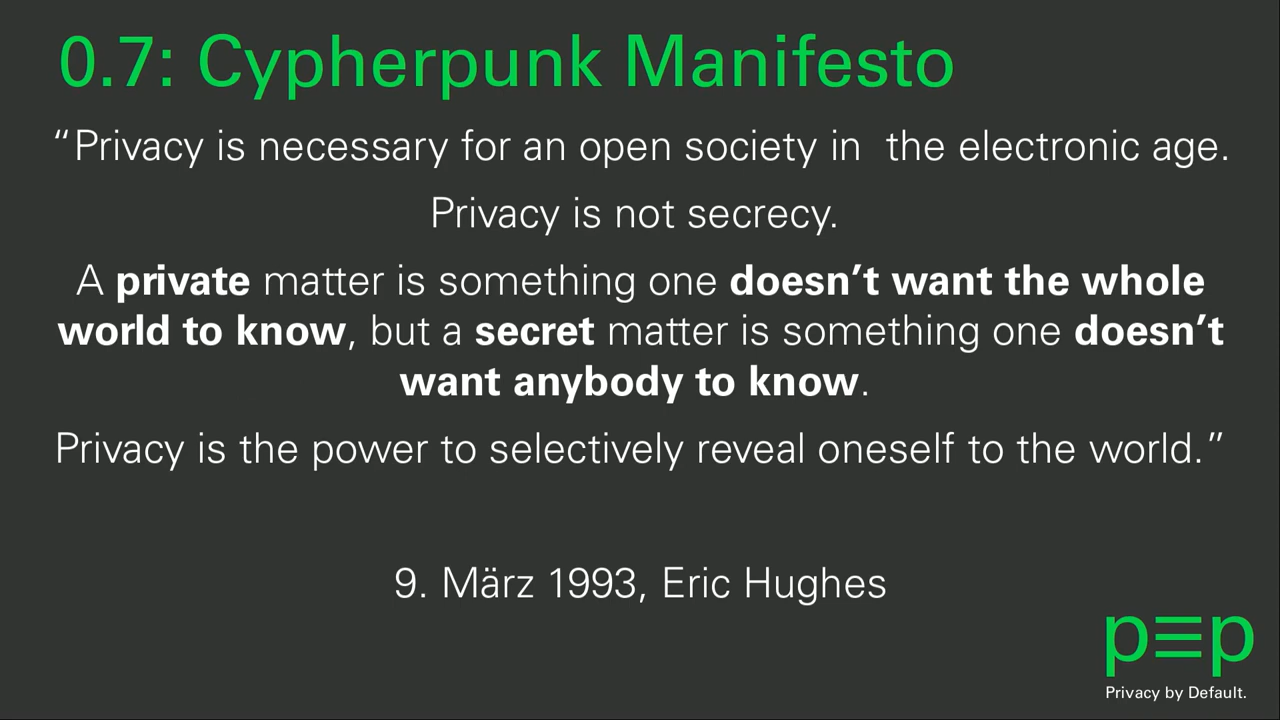 0.7: Cypherpunk Manifesto
“Privacy is necessary for an open society in  the electronic age.
Privacy is not secrecy.
A private matter is something one doesn’t want the whole
world to know, but a secret matter is something one doesn’t
want anybody to know.
Privacy is the power to selectively reveal oneself to the world.”
9. März 1993, Eric Hughes
p≡p
Privacy by Default.